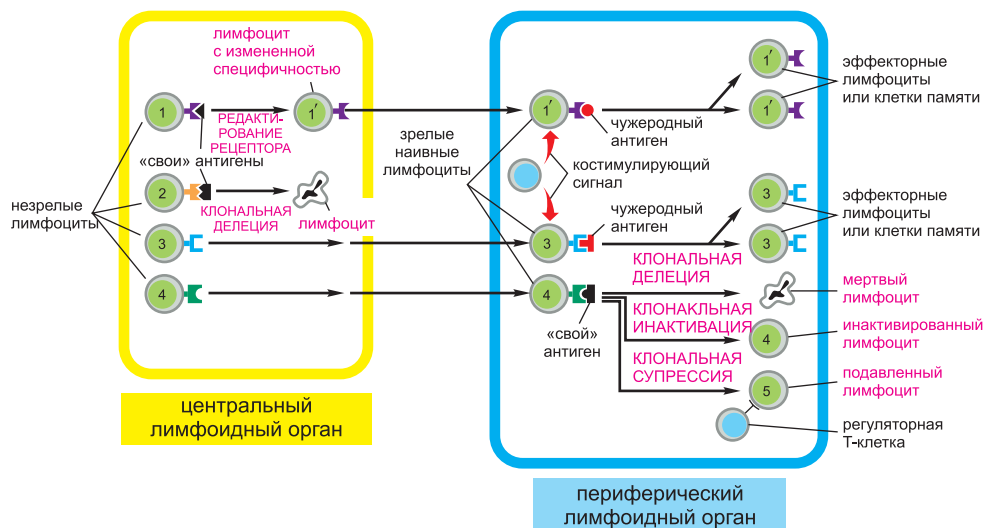 лимфоцит
с измененной
специфичностью
1
1′
РЕДАКТИ-
РОВАНИЕ
РЕЦЕПТОРА
«свои» антигены
незрелые
лимфоциты
2
КЛОНАЛЬНАЯ
ДЕЛЕЦИЯ
лимфоцит
3
4
центральный
лимфоидный орган
зрелые
наивные
лимфоциты
1′
чужеродный
антиген
костимулирующий
сигнал
1′
1′
эффекторные
лимфоциты
или клетки памяти
3
чужеродный
антиген
3
3
эффекторные
лимфоциты
или клетки памяти
4
«свой»
антиген
КЛОНАЛЬНАЯ
ДЕЛЕЦИЯ
мертвый
лимфоцит
КЛОНАКЛЬНАЯ
ИНАКТИВАЦИЯ
4
инактивированный
лимфоцит
КЛОНАЛЬНАЯ
СУПРЕССИЯ
5
подавленный
лимфоцит
регуляторная
Т-клетка
периферический
лимфоидный орган